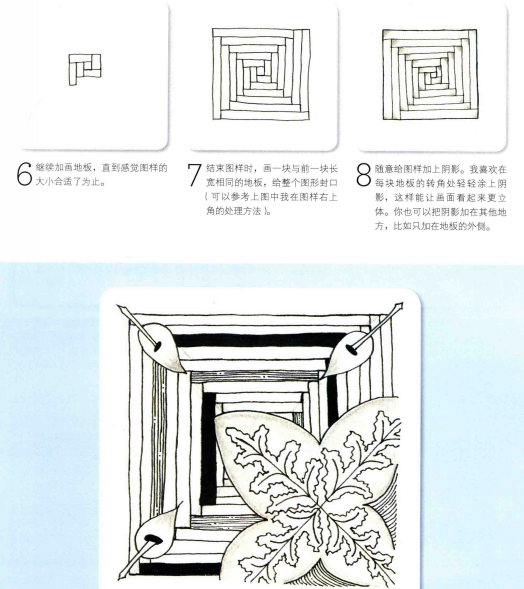 6 继续加画地板，直到感觉图样的
大小合适了为止。
7 结束图样时，画一块与前一块长
宽相同的地板，给整个图形封口
（可以参考上图中我在图样右上
角的处理方法）。
8 随意给图样加上阴影。我喜欢在
每块地板的转角处轻轻涂上阴
影，这样能让画面看起来更立
体。你也可以把阴影加在其他地
方，比如只加在地板的外侧。